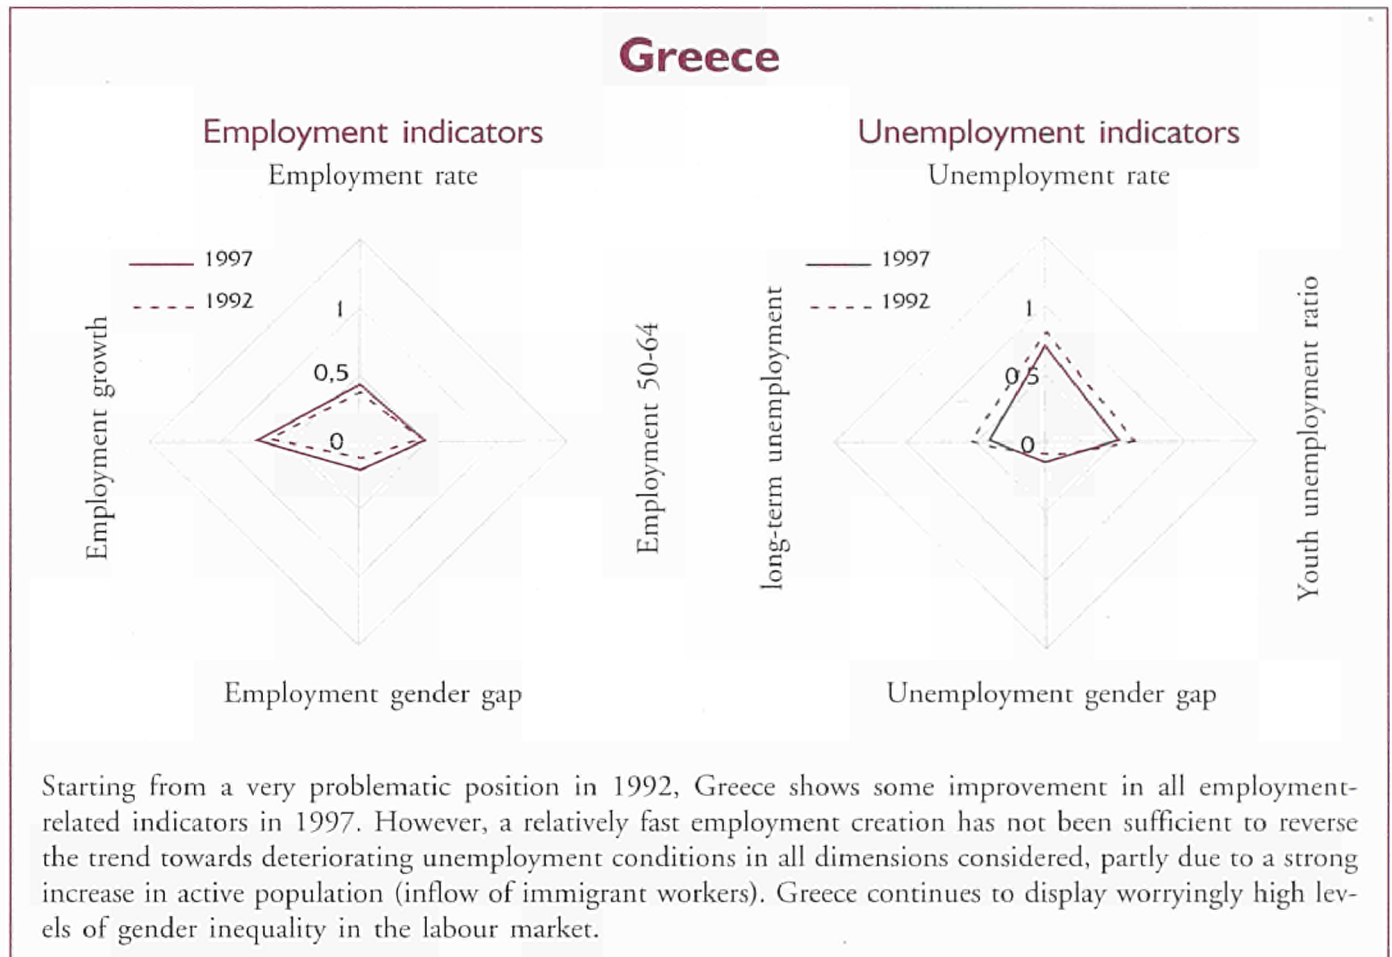 Greece
Employment indicators
Employment rate
1997
1992
1
0,5
0
Employment growth
Employment 50-64
Employment gender gap
Unemployment indicators
Unemployment rate
1997
1992
1
0,5
0
long-term unemployment
Youth unemployment ratio
Unemployment gender gap
Starting from a very problematic position in 1992, Greece shows some improvement in all employment-
related indicators in 1997. However, a relatively fast employment creation has not been sufficient to reverse
the trend towards deteriorating unemployment conditions in all dimensions considered, partly due to a strong
increase in active population (inflow of immigrant workers). Greece continues to display worryingly high lev-
els of gender inequality in the labour market.